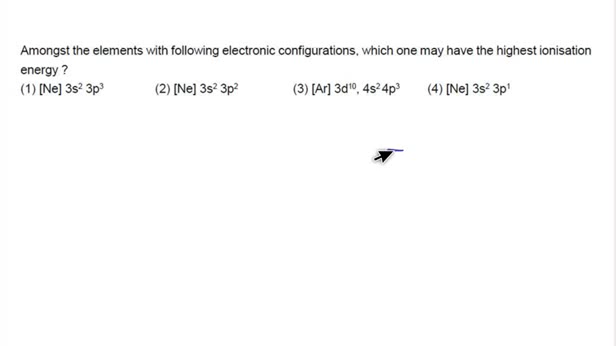 Amongst the elements with following electronic configurations, which one may have the highest ionisation
energy ?
(1) [Ne] 3s² 3p³ (2) [Ne] 3s² 3p² (3) [Ar] 3d¹⁰, 4s² 4p³ (4) [Ne] 3s² 3p¹